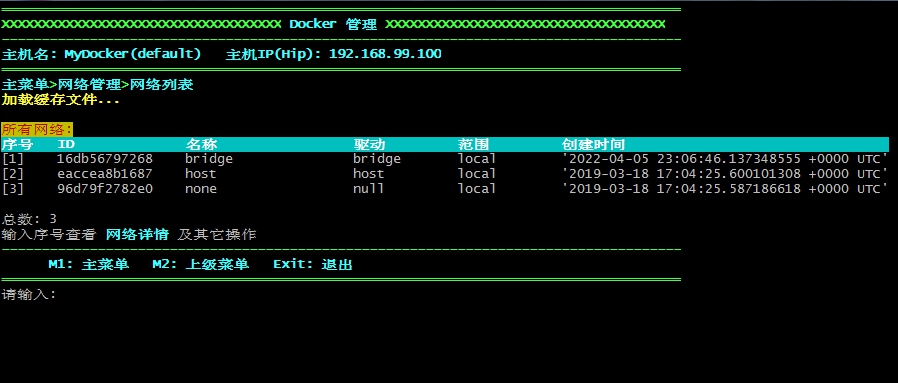 XXXXXXXXXXXXXXXXXXXXXXXXXXXXXXXXXXX Docker 管理 XXXXXXXXXXXXXXXXXXXXXXXXXXXXXXXXXXX
主机名: MyDocker(default) 主机IP(Hip): 192.168.99.100
主菜单>网络管理>网络列表
加载缓存文件...
所有网络:
序号 ID 名称 驱动 范围 创建时间
[1] 16db56797268 bridge bridge local '2022-04-05 23:06:46.137348555 +0000 UTC'
[2] eaccea8b1687 host host local '2019-03-18 17:04:25.600101308 +0000 UTC'
[3] 96d79f2782e0 none null local '2019-03-18 17:04:25.587186618 +0000 UTC'
总数: 3
输入序号查看 网络详情 及其它操作
M1: 主菜单 M2: 上级菜单 Exit: 退出
请输入: